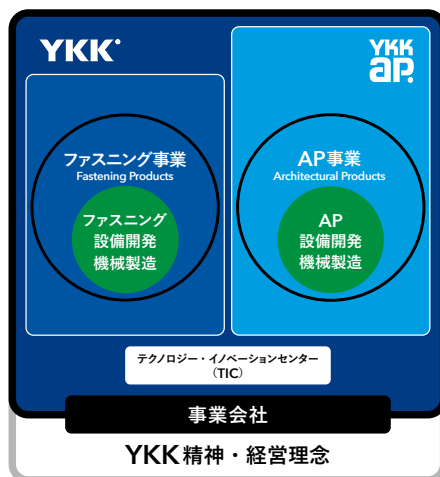 YKK
YKK
ap
ファスニング事業
Fastening Products
ファスニング
設備開発
機械製造
AP事業
Architectural Products
AP
設備開発
機械製造
テクノロジー・イノベーションセンター
(TIC)
事業会社
YKK精神・経営理念